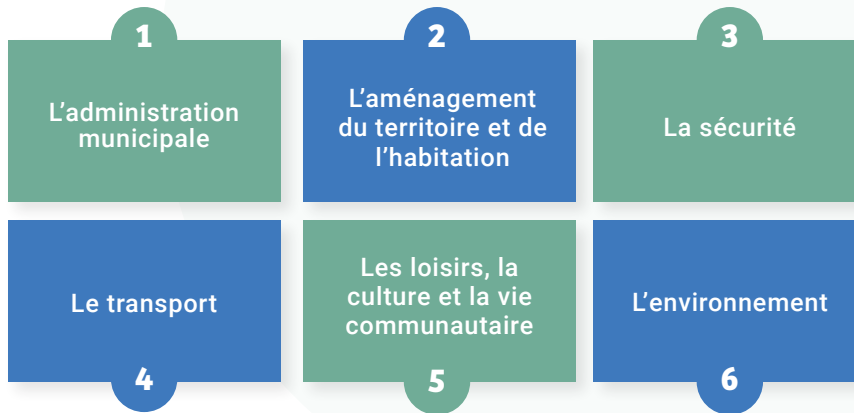 1
L’administration
municipale
2
L’aménagement
du territoire et de
l’habitation
3
La sécurité
Le transport
4
Les loisirs, la
culture et la vie
communautaire
5
L’environnement
6